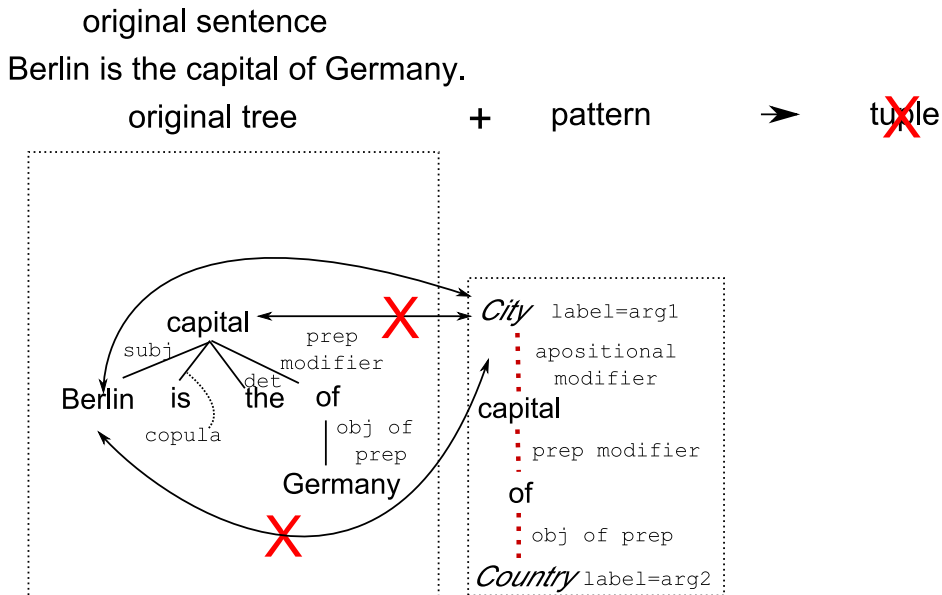 original sentence
Berlin is the capital of Germany.
original tree + pattern tuple
City label=arg1
capital
prep
modifier
subj
apositional
modifier
det
Berlin is the of
capital
copula
obj of
prep
prep modifier
Germany
of
obj of prep
Country label=arg2